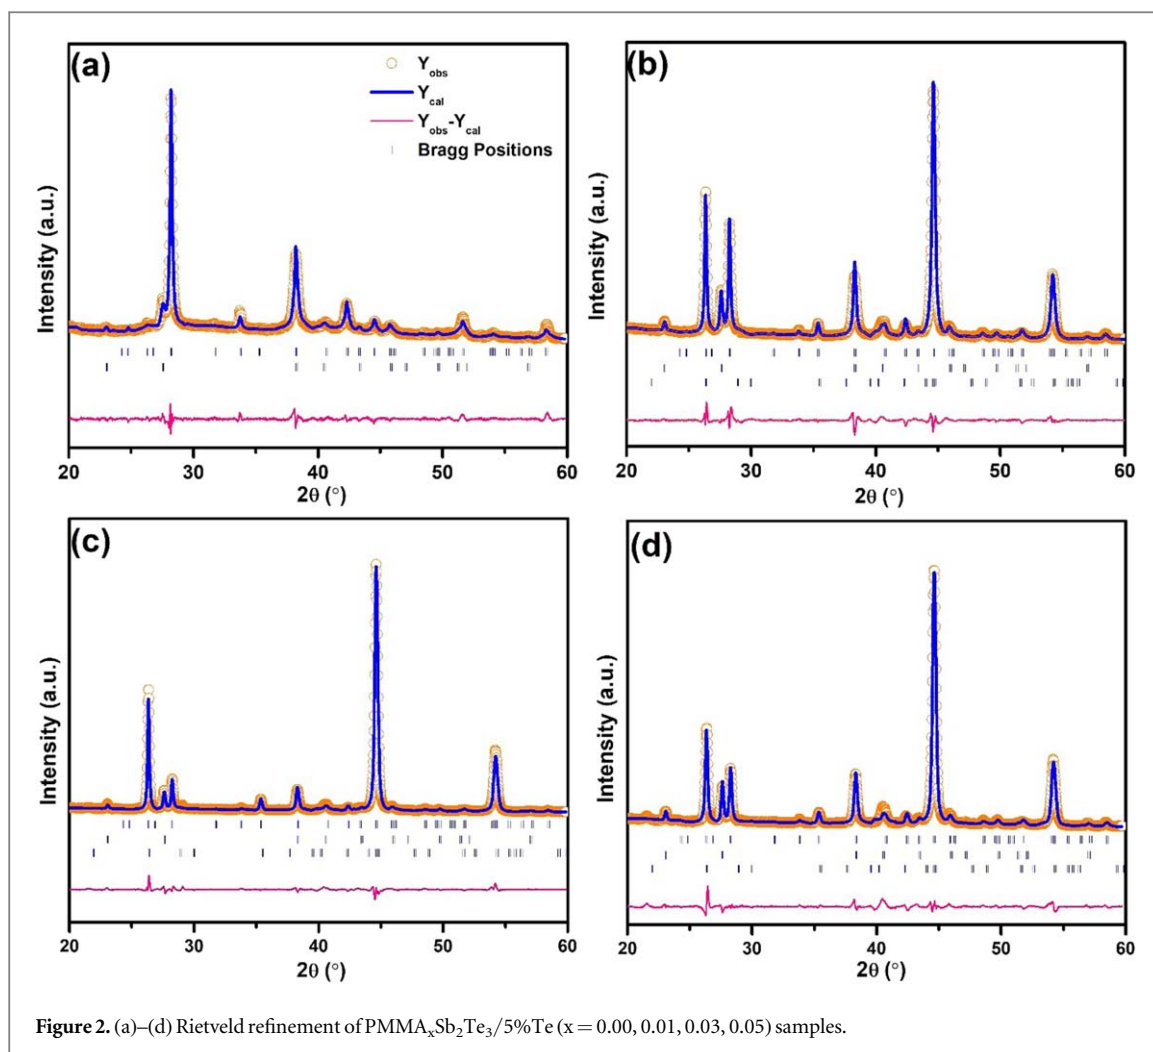 (a)
Y_obs
Y_cal
Y_obs-Y_cal
Bragg Positions
Intensity (a.u.)
20 30 40 50 60
2θ (°)
(b)
Intensity (a.u.)
20 30 40 50 60
2θ (°)
(c)
Intensity (a.u.)
20 30 40 50 60
2θ (°)
(d)
Intensity (a.u.)
20 30 40 50 60
2θ (°)
Figure 2. (a)–(d) Rietveld refinement of PMMAₓSb₂Te₃/5%Te (x = 0.00, 0.01, 0.03, 0.05) samples.